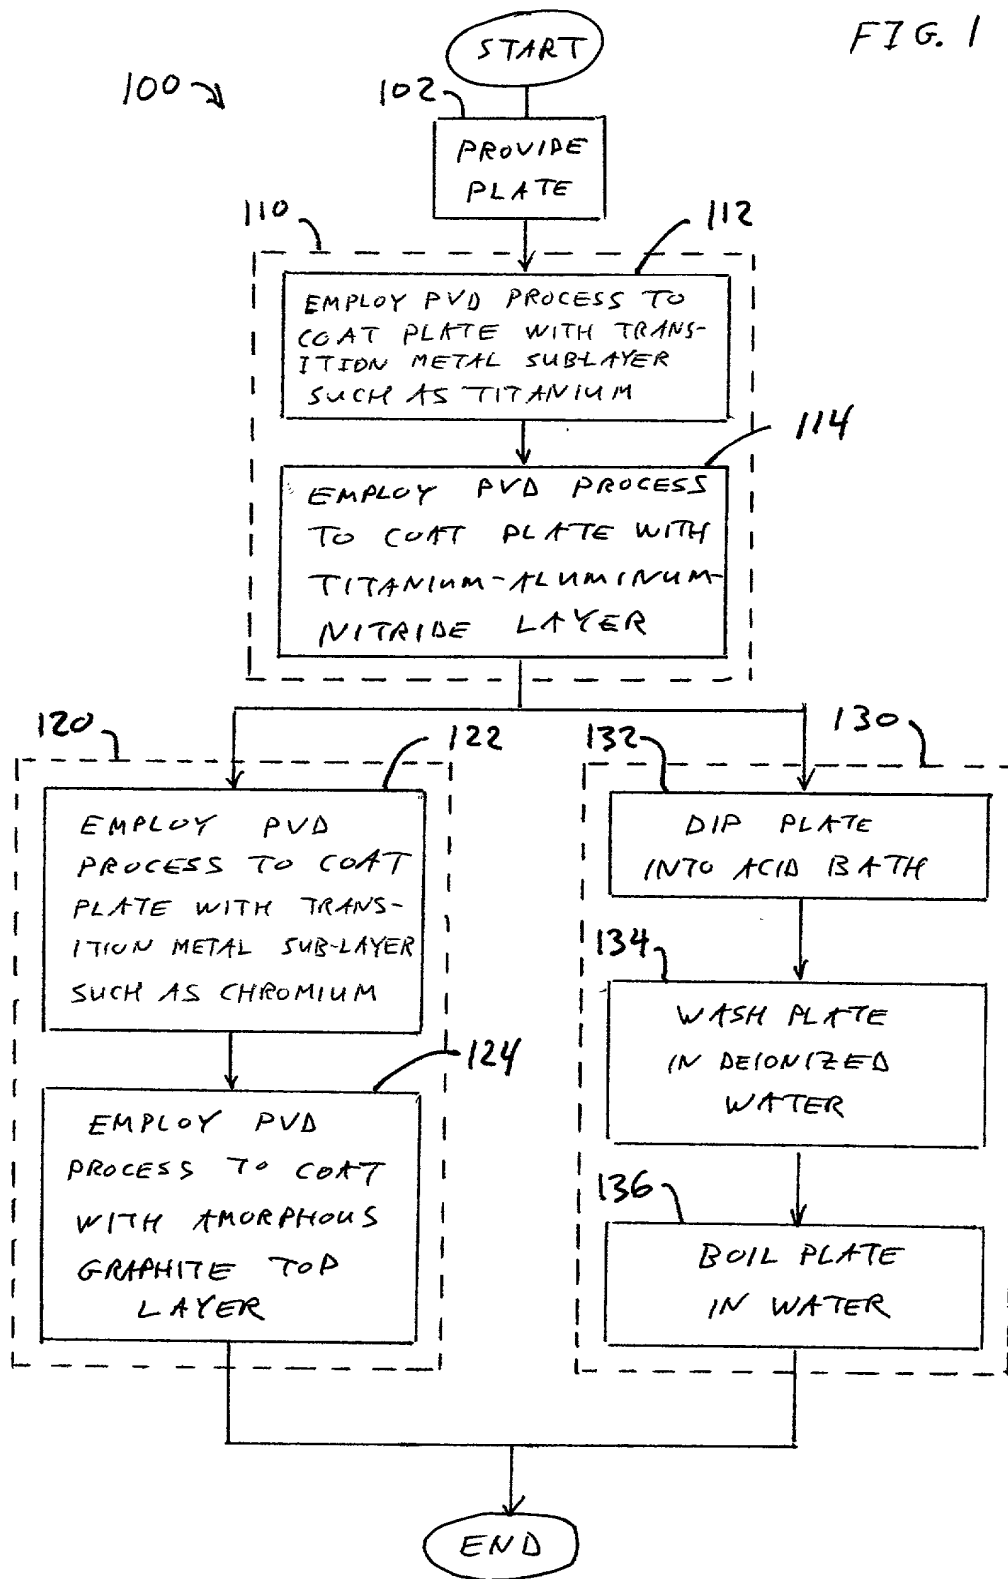 FIG. 1
START
100
102
PROVIDE
PLATE
110
112
EMPLOY PVD PROCESS TO
COAT PLATE WITH TRANS-
ITION METAL SUB-LAYER
SUCH AS TITANIUM
114
EMPLOY PVD PROCESS
TO COAT PLATE WITH
TITANIUM-ALUMINUM-
NITRIDE LAYER
120
122
EMPLOY PVD
PROCESS TO COAT
PLATE WITH TRANS-
ITION METAL SUB-LAYER
SUCH AS CHROMIUM
124
EMPLOY PVD
PROCESS TO COAT
WITH AMORPHOUS
GRAPHITE TOP
LAYER
130
132
DIP PLATE
INTO ACID BATH
134
WASH PLATE
IN DEIONIZED
WATER
136
BOIL PLATE
IN WATER
END